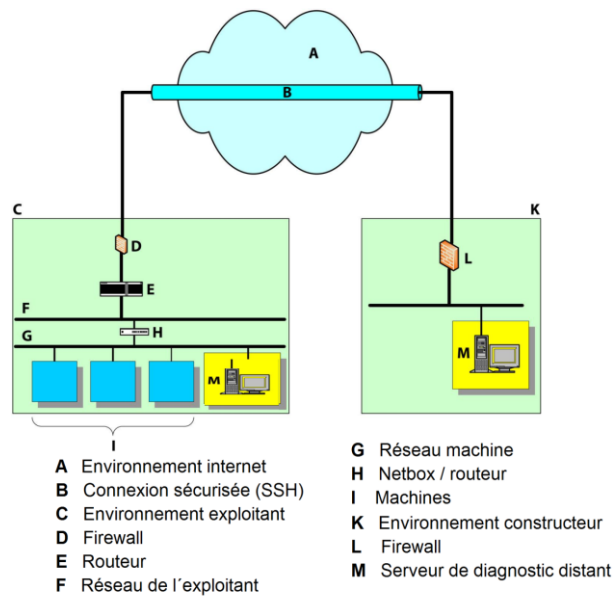 A
B
C
K
D
L
E
F
H
G
M
M
I
A Environnement internet
B Connexion sécurisée (SSH)
C Environnement exploitant
D Firewall
E Routeur
F Réseau de l´exploitant
G Réseau machine
H Netbox / routeur
I Machines
K Environnement constructeur
L Firewall
M Serveur de diagnostic distant